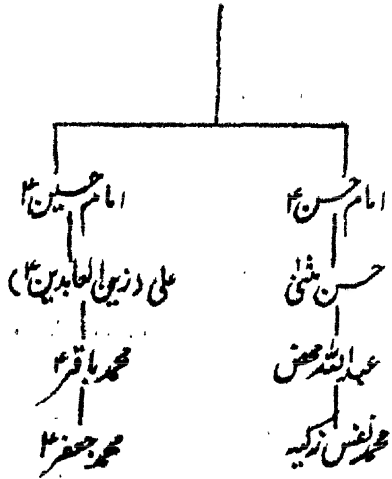 امام حسنؑ امام حسینؑ
حسن مثنیٰ علی (زین العابدینؑ)
عبداللہ محض محمد باقرؑ
محمد نفس زکیہ محمد جعفرؑ